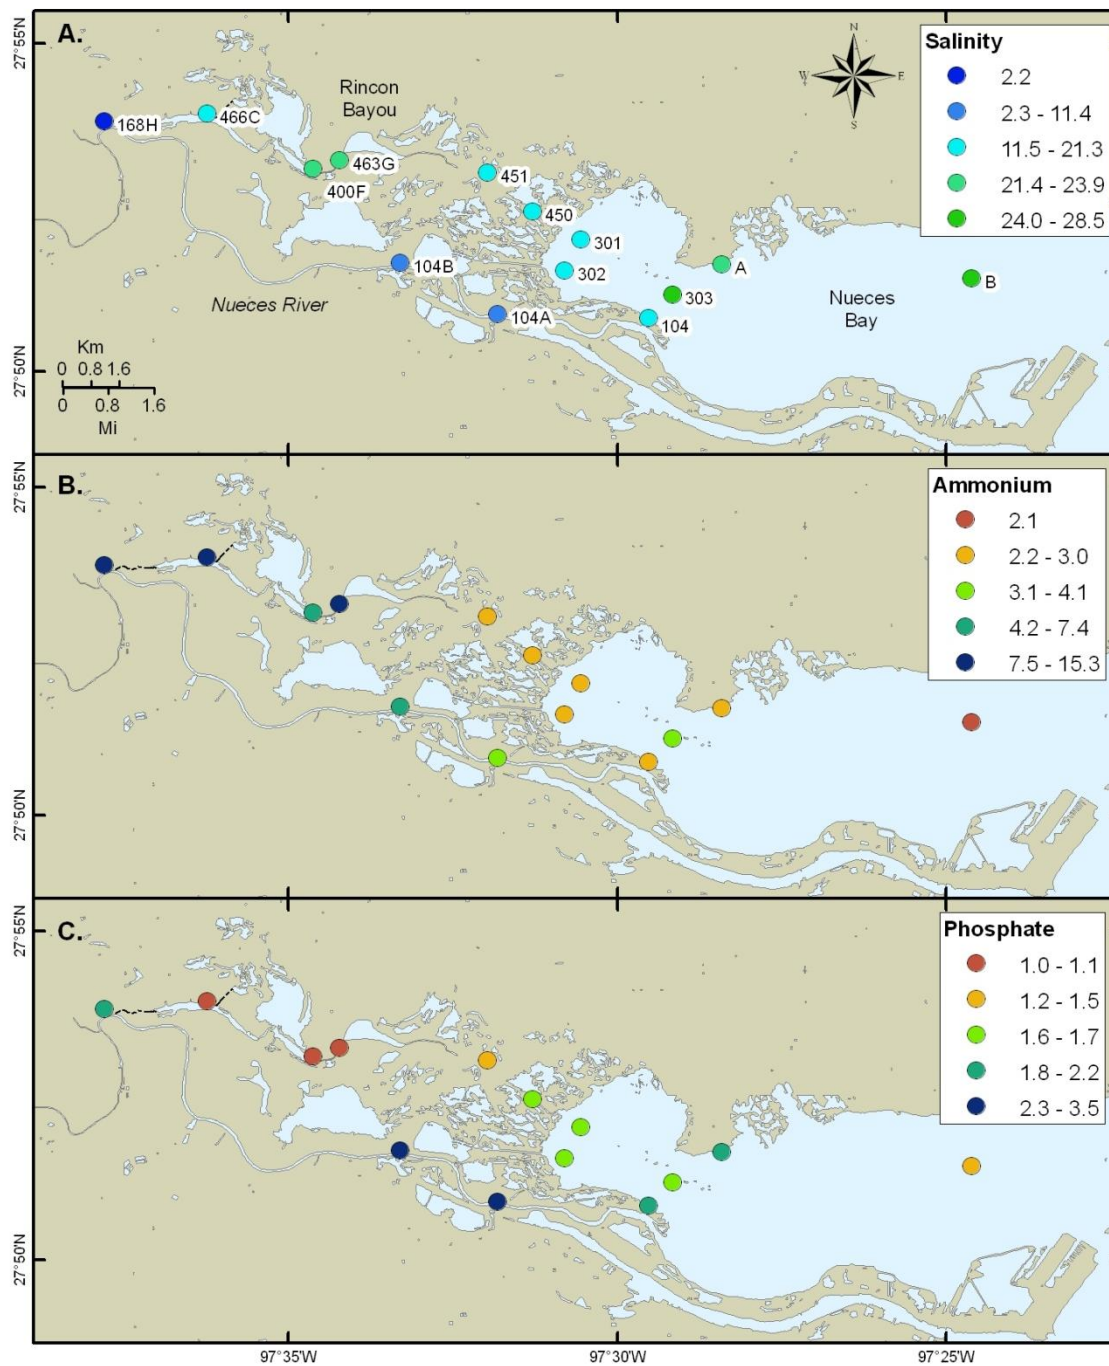 A.
27°55'N
27°50'N
Rincon
Bayou
N
W
E
S
Salinity
2.2
2.3 - 11.4
11.5 - 21.3
21.4 - 23.9
24.0 - 28.5
168H
466C
463G
400F
451
450
301
302
A
B
303
104
104B
104A
Nueces River
Nueces
Bay
Km
0 0.8 1.6
0 0.8 1.6
Mi
B.
27°55'N
27°50'N
Ammonium
2.1
2.2 - 3.0
3.1 - 4.1
4.2 - 7.4
7.5 - 15.3
C.
27°55'N
27°50'N
Phosphate
1.0 - 1.1
1.2 - 1.5
1.6 - 1.7
1.8 - 2.2
2.3 - 3.5
97°35'W
97°30'W
97°25'W